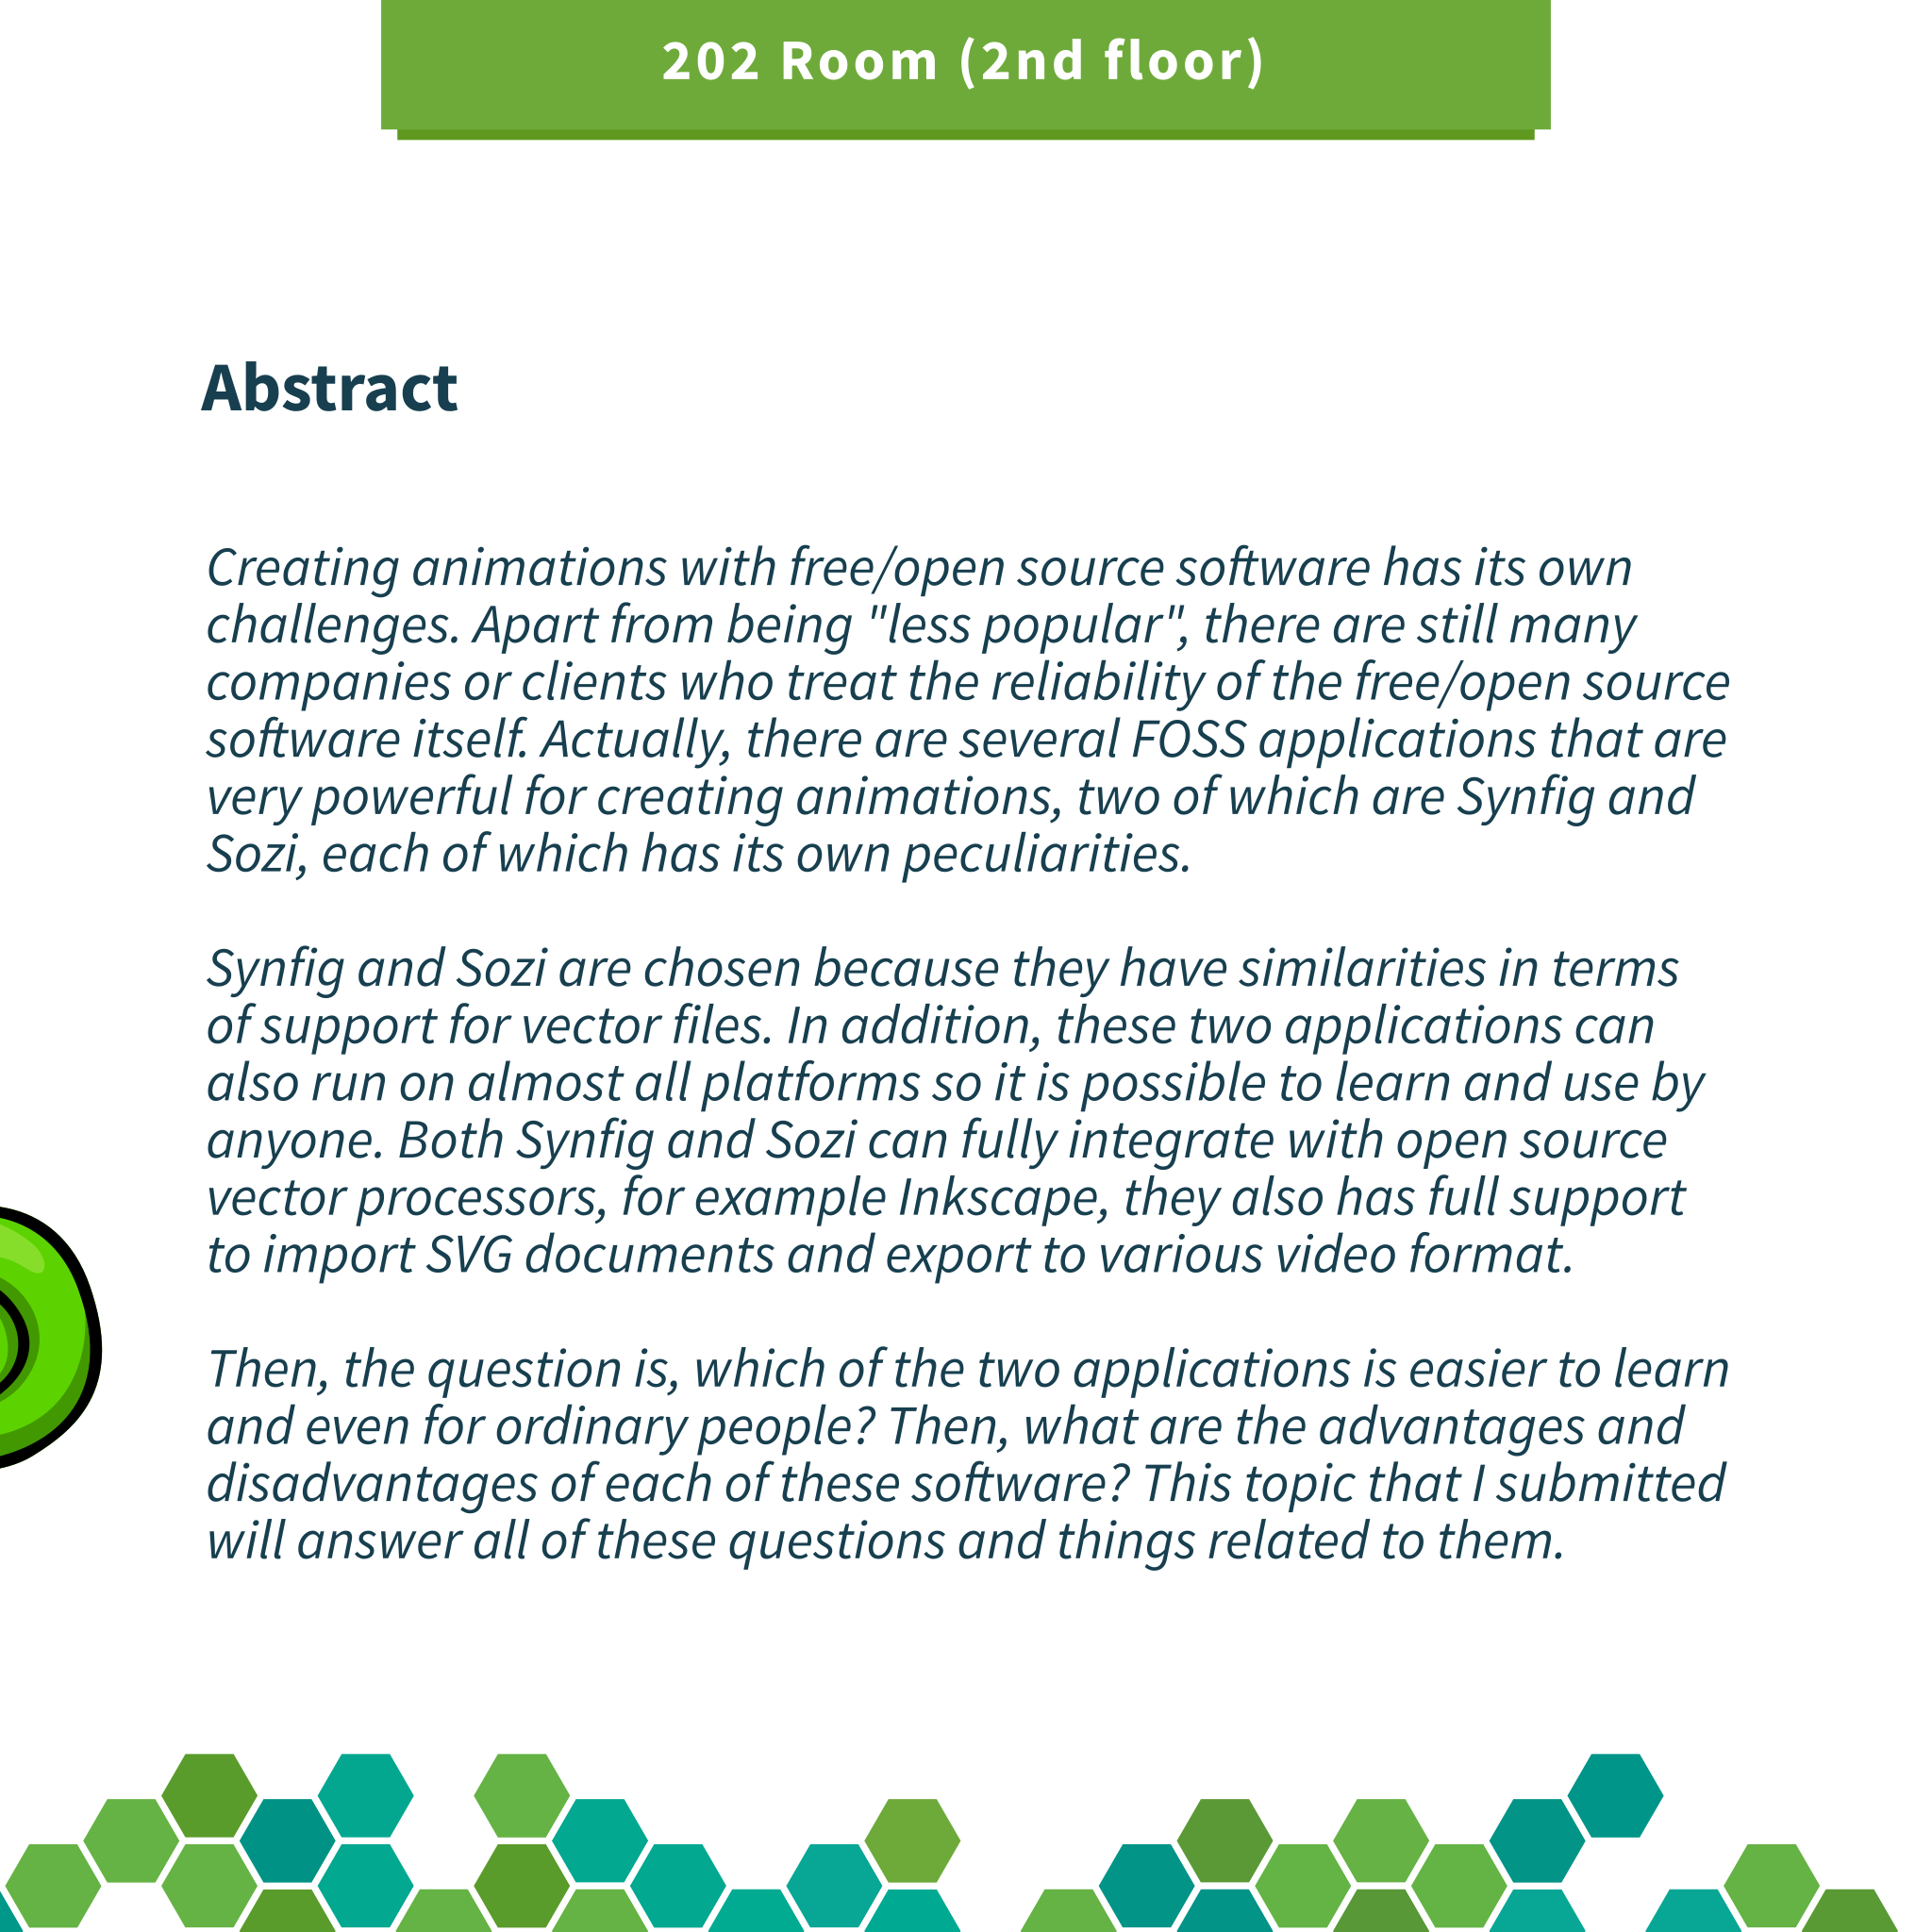 202 Room (2nd floor)
Abstract
Creating animations with free/open source software has its own
challenges. Apart from being "less popular", there are still many
companies or clients who treat the reliability of the free/open source
software itself. Actually, there are several FOSS applications that are
very powerful for creating animations, two of which are Synfig and
Sozi, each of which has its own peculiarities.
Synfig and Sozi are chosen because they have similarities in terms
of support for vector files. In addition, these two applications can
also run on almost all platforms so it is possible to learn and use by
anyone. Both Synfig and Sozi can fully integrate with open source
vector processors, for example Inkscape, they also has full support
to import SVG documents and export to various video format.
Then, the question is, which of the two applications is easier to learn
and even for ordinary people? Then, what are the advantages and
disadvantages of each of these software? This topic that I submitted
will answer all of these questions and things related to them.